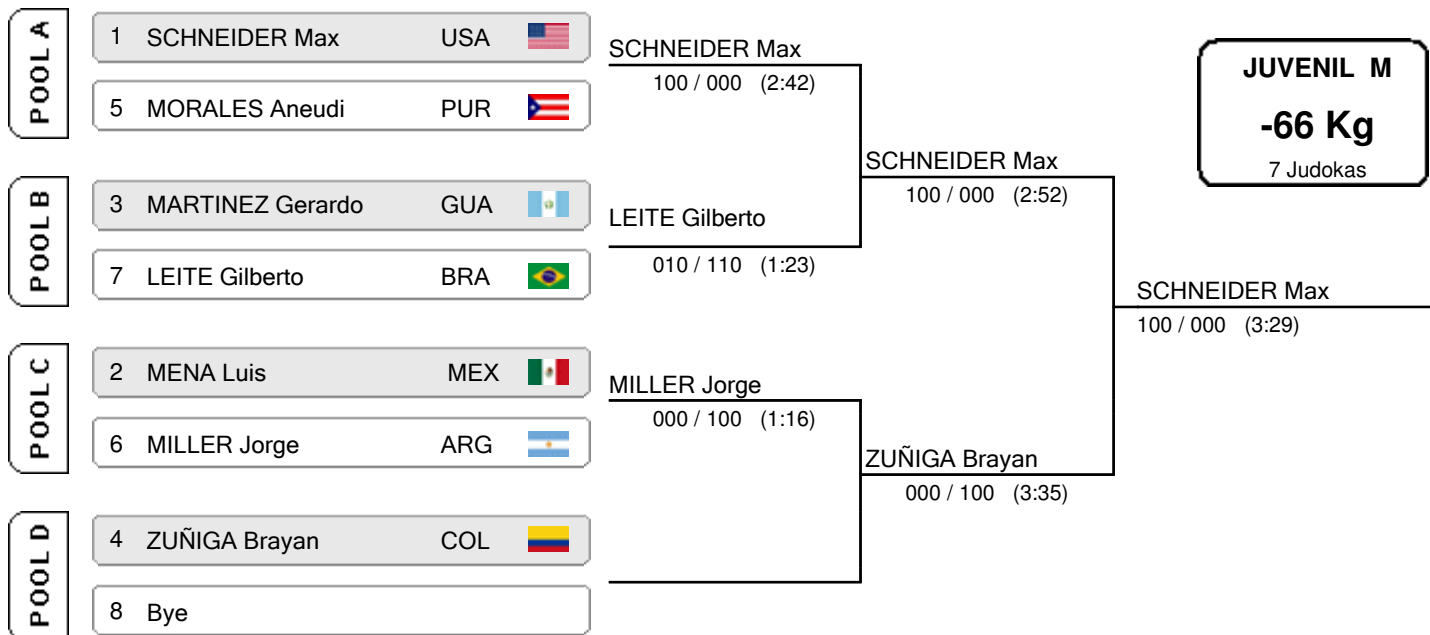 POOL A
1 SCHNEIDER Max USA
5 MORALES Aneudi PUR
POOL B
3 MARTINEZ Gerardo GUA
7 LEITE Gilberto BRA
POOL C
2 MENA Luis MEX
6 MILLER Jorge ARG
POOL D
4 ZUÑIGA Brayan COL
8 Bye
SCHNEIDER Max
100 / 000 (2:42)
LEITE Gilberto
010 / 110 (1:23)
MILLER Jorge
000 / 100 (1:16)
SCHNEIDER Max
100 / 000 (2:52)
ZUÑIGA Brayan
000 / 100 (3:35)
SCHNEIDER Max
100 / 000 (3:29)
JUVENIL M
-66 Kg
7 Judokas